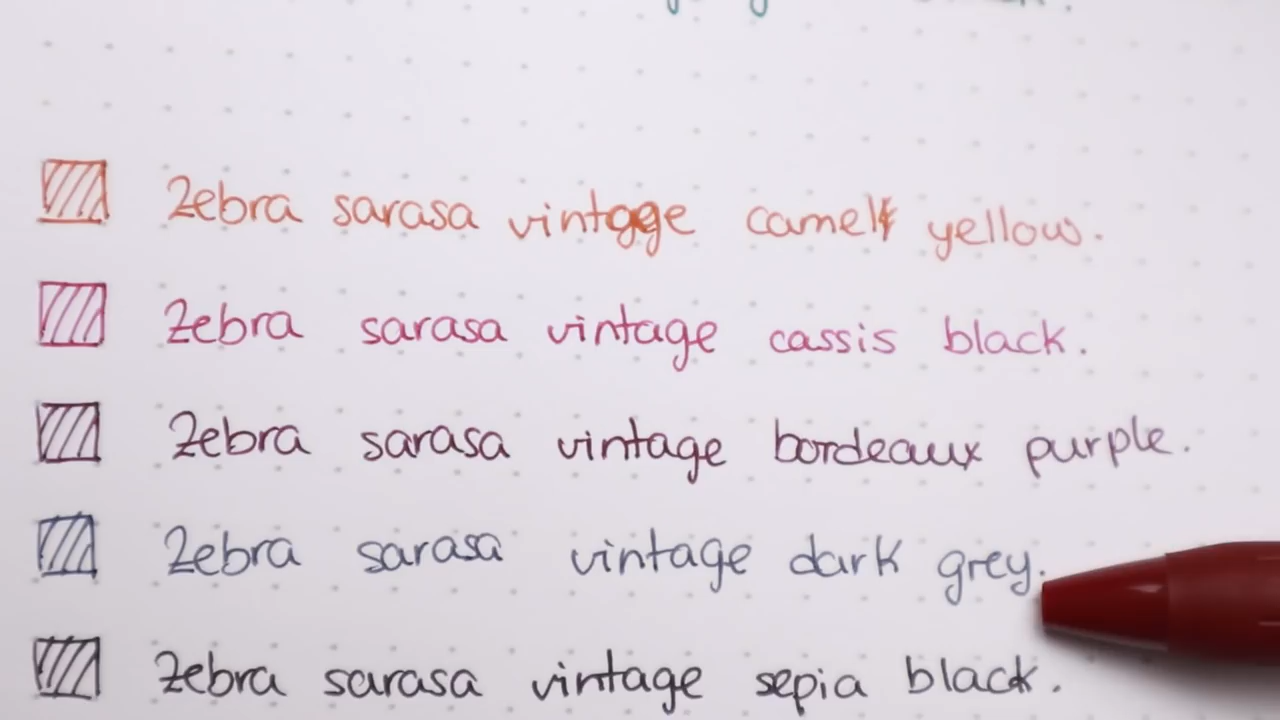 Zebra sarasa vintage camel yellow.
Zebra sarasa vintage cassis black.
Zebra sarasa vintage bordeaux purple.
Zebra sarasa vintage dark grey.
Zebra sarasa vintage sepia black.